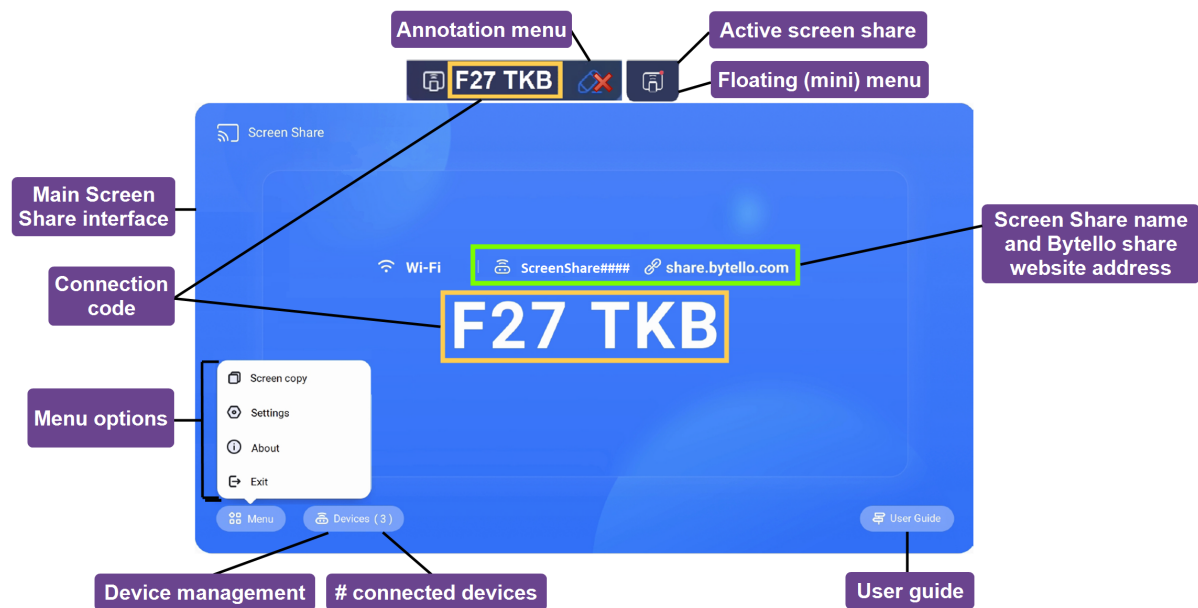 Annotation menu
Active screen share
F27 TKB
Floating (mini) menu
Screen Share
Main Screen
Share interface
Screen Share name
and Bytello share
website address
Wi-Fi | ScreenShare#### share.bytello.com
Connection
code
F27 TKB
Menu options
Screen copy
Settings
About
Exit
Menu
Devices ( 3 )
User Guide
Device management
# connected devices
User guide